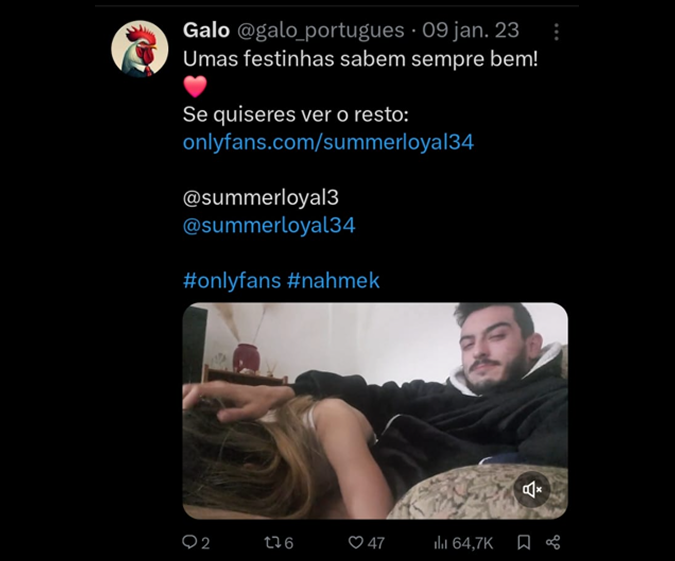 Galo @galo_portugues · 09 jan. 23
Umas festinhas sabem sempre bem!
❤️
Se quiseres ver o resto:
onlyfans.com/summerloyal34
@summerloyal3
@summerloyal34
#onlyfans #nahmek
2 6 47 64,7K